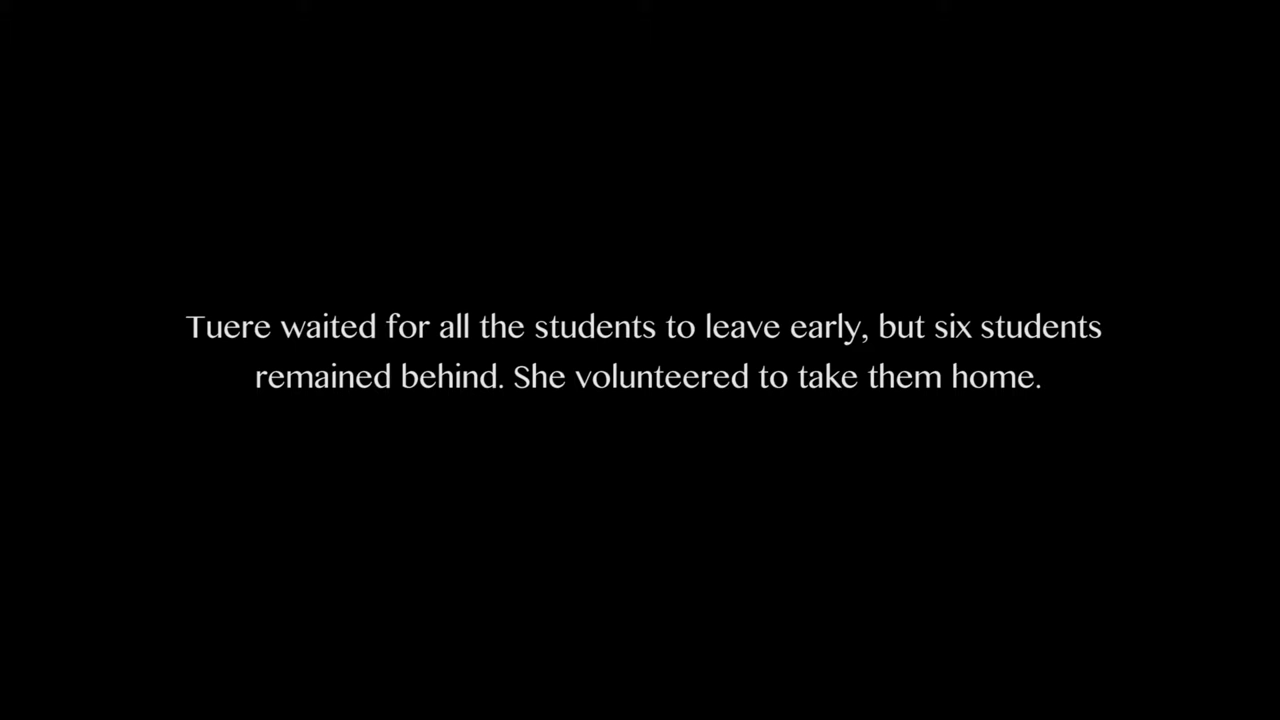 Tuere waited for all the students to leave early, but six students
remained behind. She volunteered to take them home.